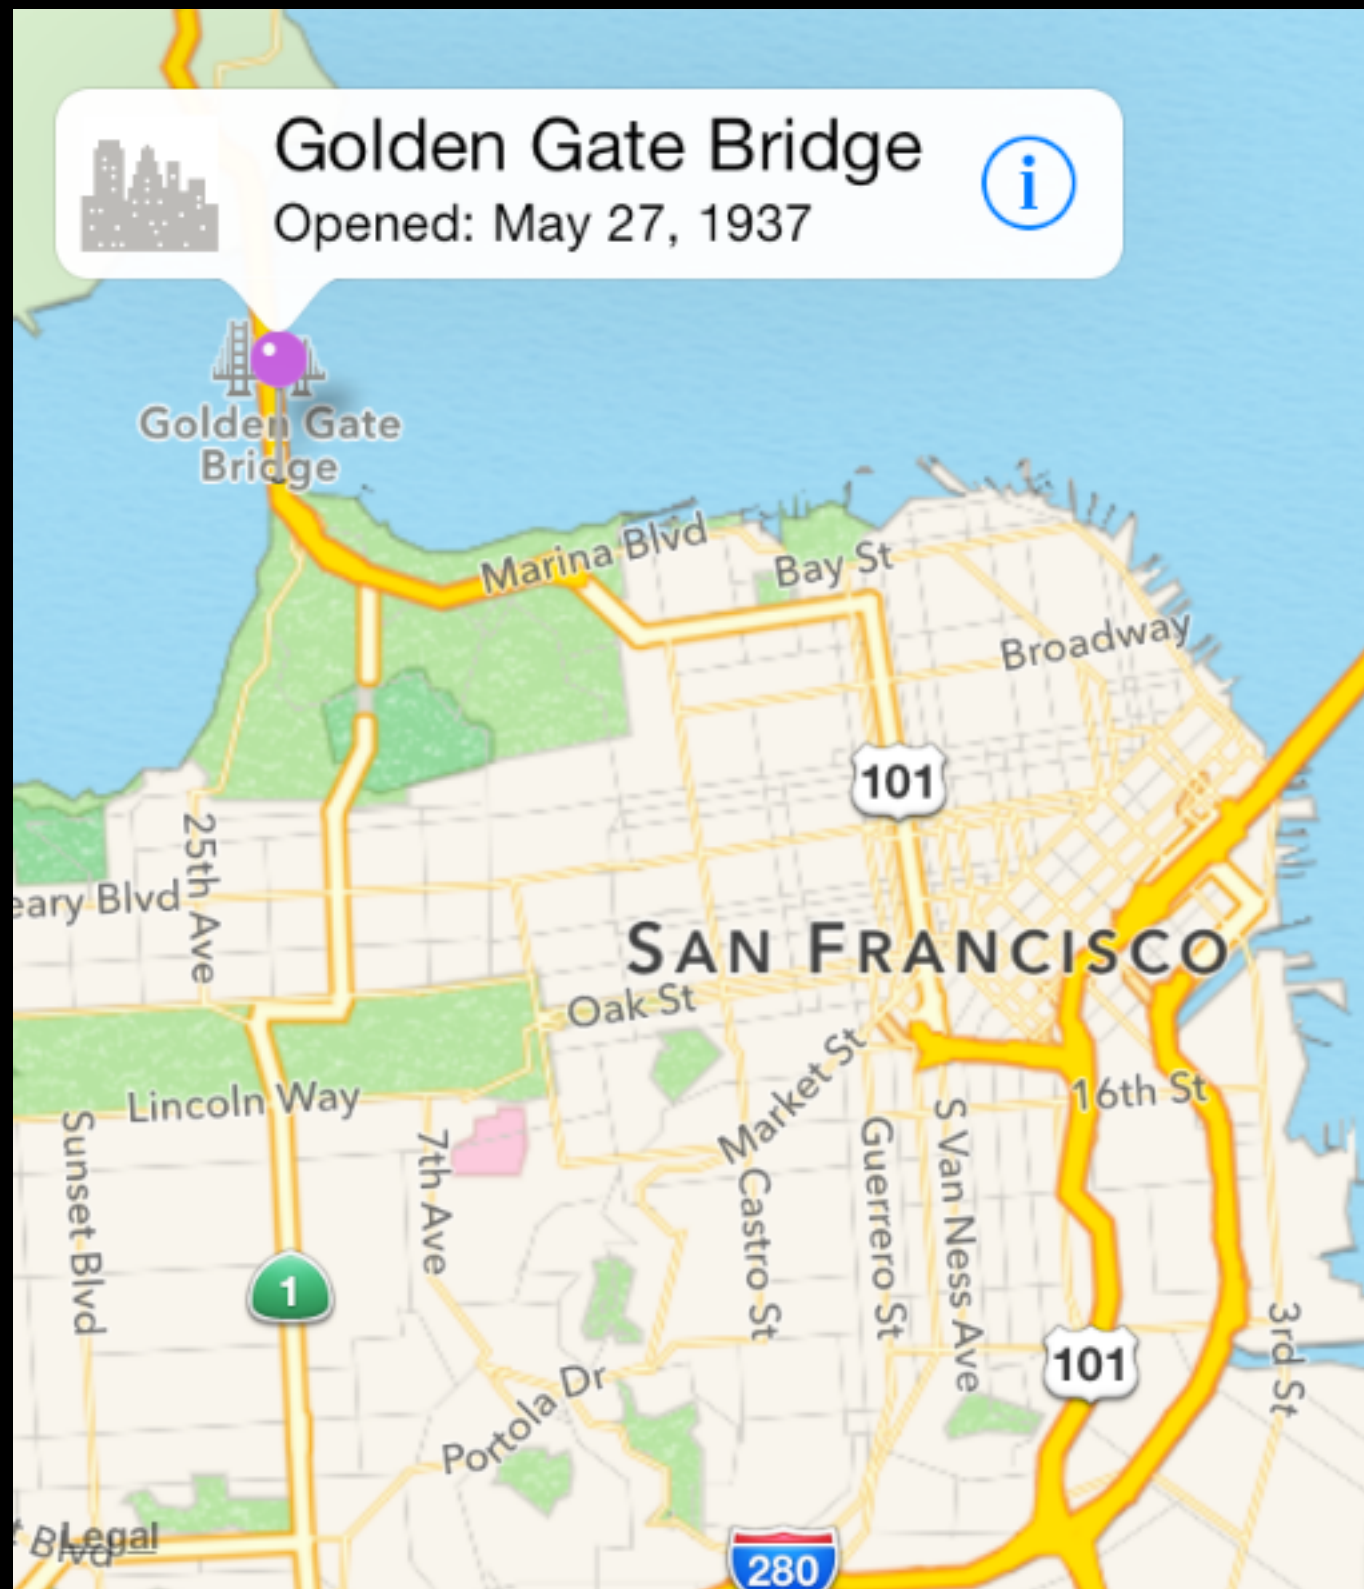 Golden Gate Bridge
i
Opened: May 27, 1937
Golden Gate
Bridge
Marina Blvd
Bay St
Broadway
101
25th Ave
eary Blvd
SAN FRANCISCO
Oak St
Market St
16th St
Lincoln Way
Sunset Blvd
7th Ave
Castro St
Guerrero St
S Van Ness Ave
1
3rd St
101
Portola Dr
t Blvd
Legal
280